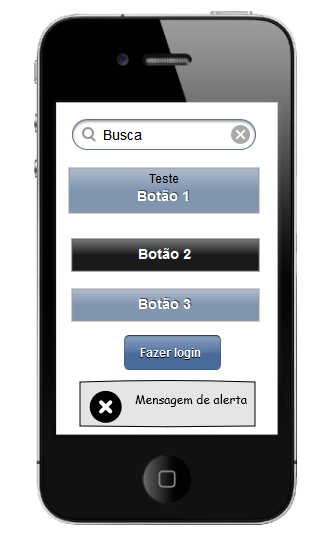 Busca
Teste
Botão 1
Botão 2
Botão 3
Fazer login
Mensagem de alerta